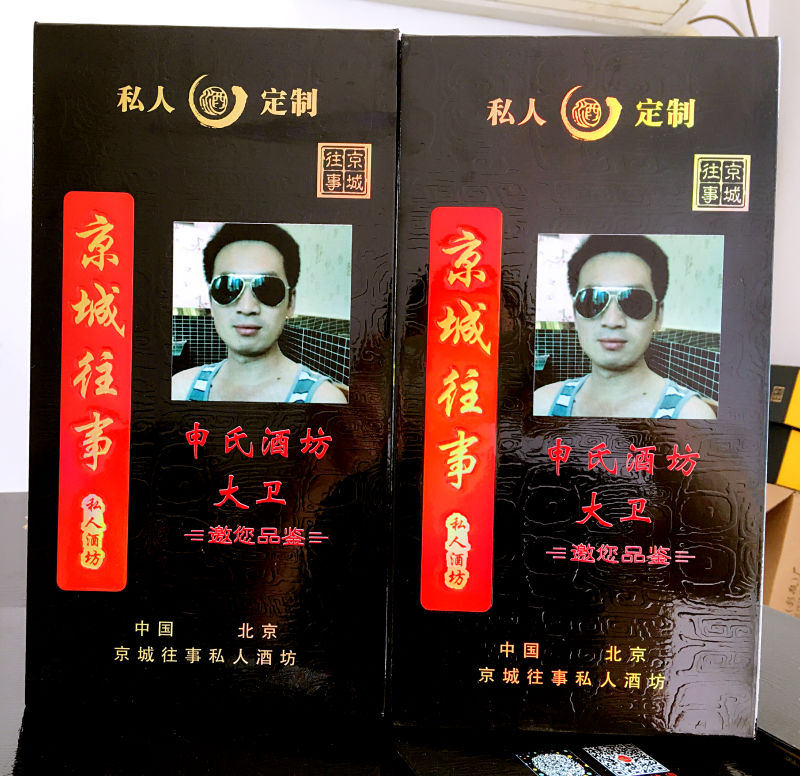 私人 酒 定制
京城往事
京城往事
私人酒坊
申氏酒坊
大卫
邀您品鉴
中国 北京
京城往事私人酒坊
私人 酒 定制
京城往事
京城往事
私人酒坊
申氏酒坊
大卫
邀您品鉴
中国 北京
京城往事私人酒坊